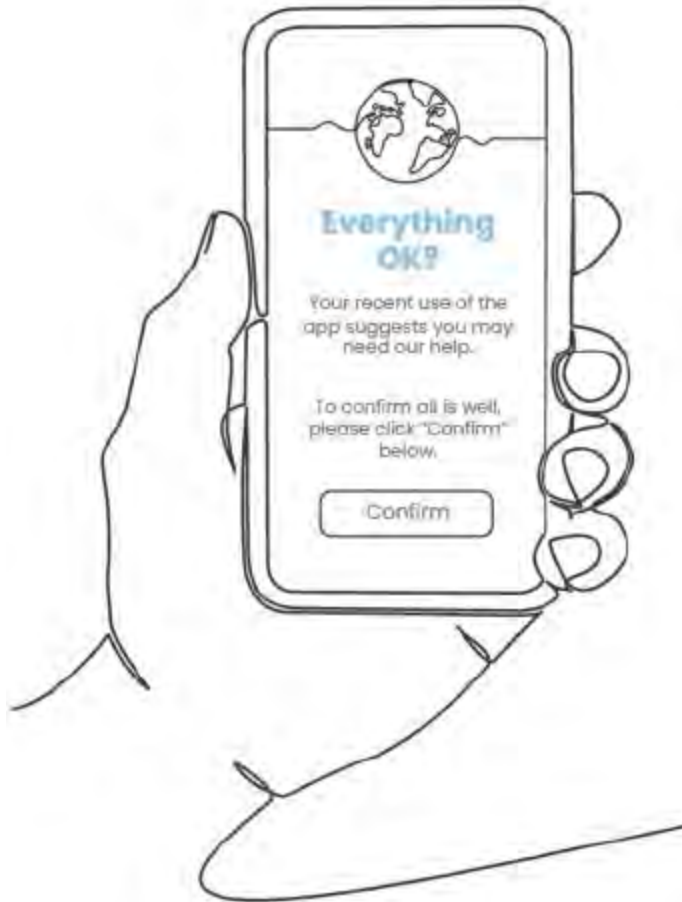 Everything
OK?
Your recent use of the
app suggests you may
need our help.
To confirm all is well,
please click "Confirm"
below.
Confirm